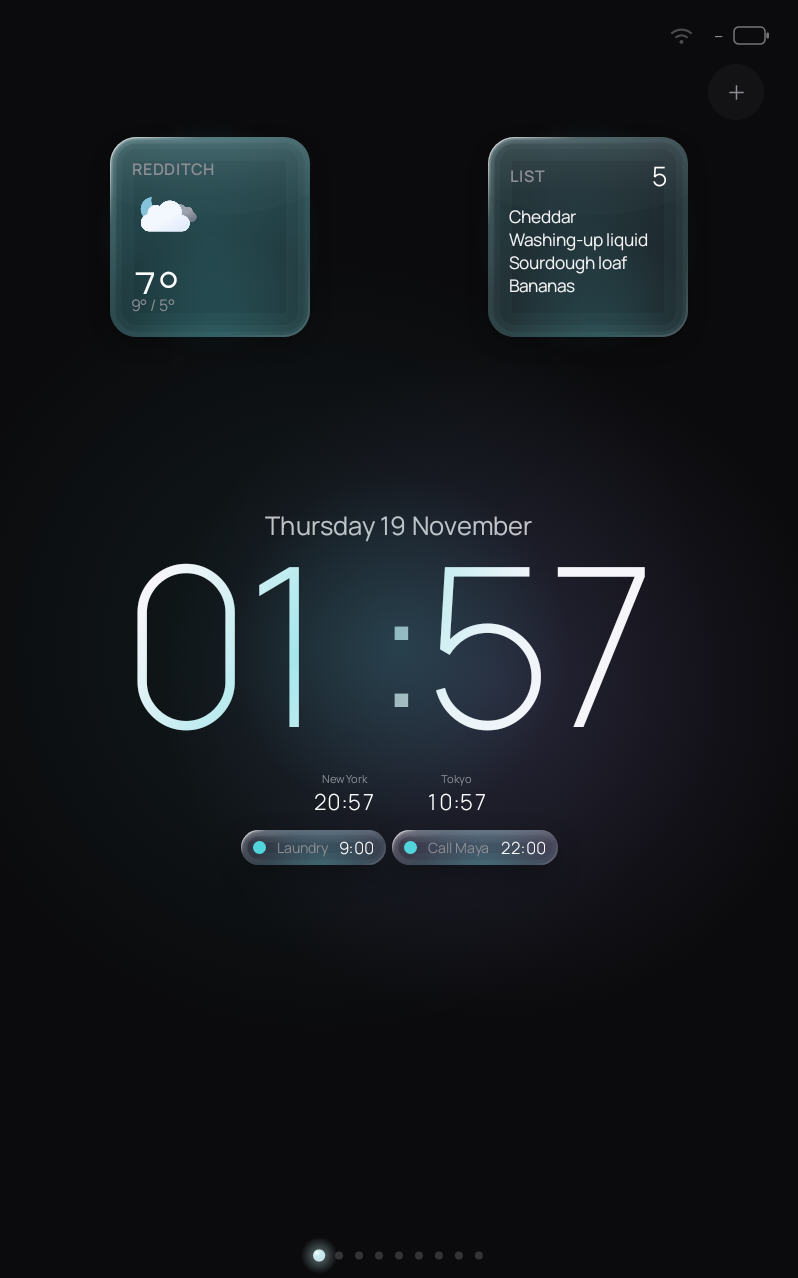 –
+
REDDITCH
7°
9° / 5°
LIST 5
Cheddar
Washing-up liquid
Sourdough loaf
Bananas
Thursday 19 November
01:57
New York
20:57
Tokyo
10:57
Laundry 9:00
Call Maya 22:00